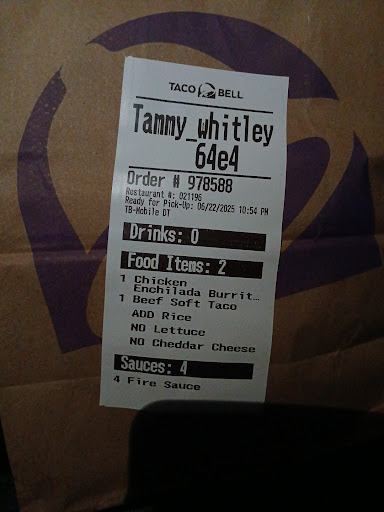 TACO BELL
Tammy_whitley
64e4
Order # 978588
Restaurant #: 021196
Ready for Pick-Up: 06/22/2025 10:54 PM
TB-Mobile DT
Drinks: 0
Food Items: 2
1 Chicken
Enchilada Burrit…
1 Beef Soft Taco
ADD Rice
NO Lettuce
NO Cheddar Cheese
Sauces: 4
4 Fire Sauce